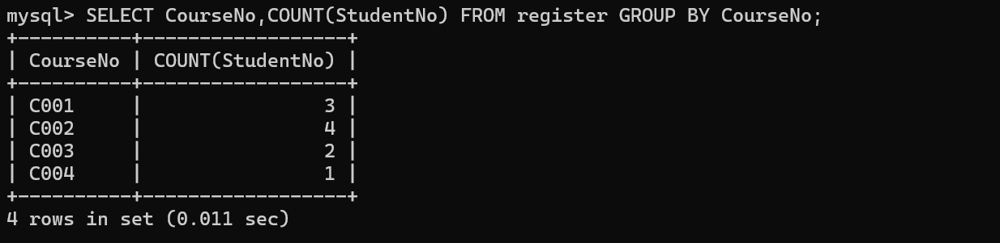 mysql> SELECT CourseNo,COUNT(StudentNo) FROM register GROUP BY CourseNo;
+----------+------------------+
| CourseNo | COUNT(StudentNo) |
+----------+------------------+
| C001     |                3 |
| C002     |                4 |
| C003     |                2 |
| C004     |                1 |
+----------+------------------+
4 rows in set (0.011 sec)